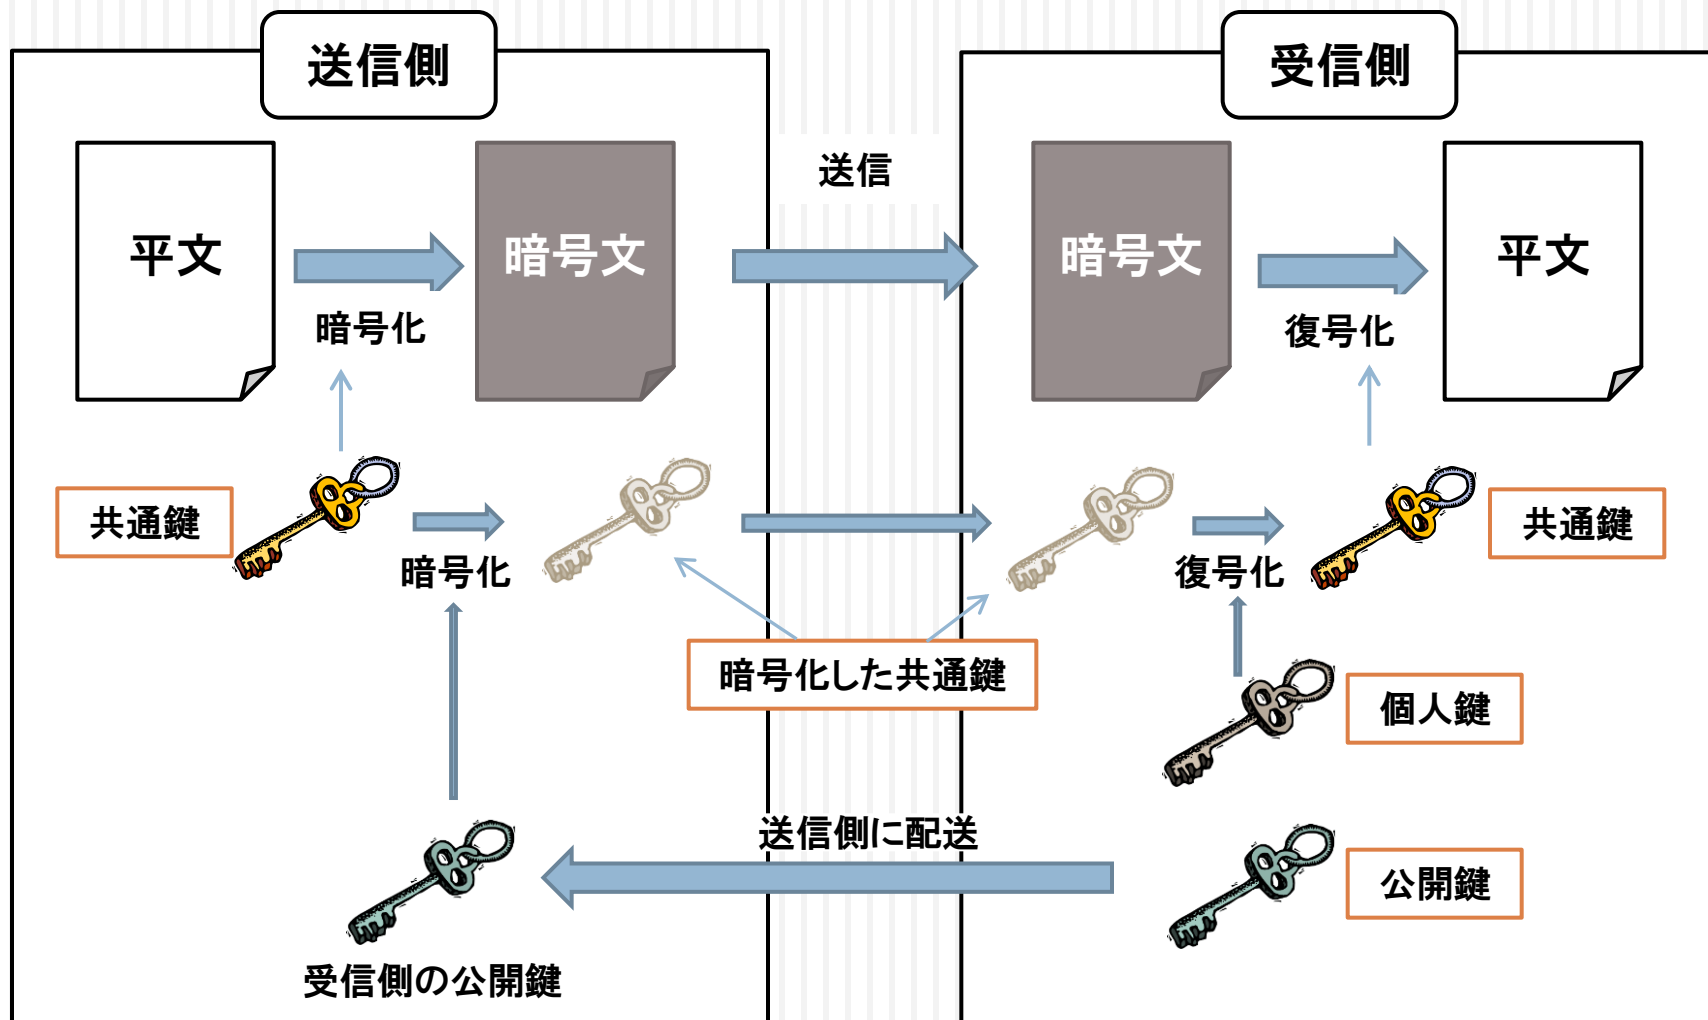 送信側
受信側
送信
平文
暗号文
暗号文
平文
暗号化
復号化
共通鍵
共通鍵
暗号化
復号化
暗号化した共通鍵
個人鍵
送信側に配送
公開鍵
受信側の公開鍵